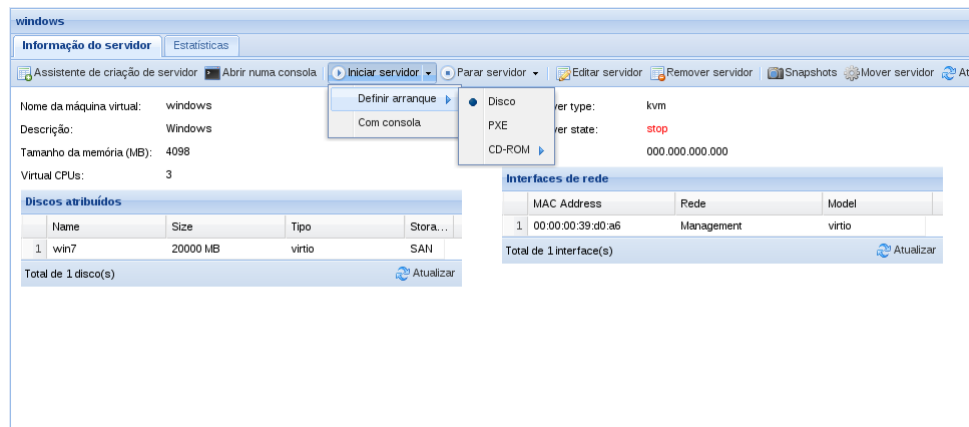 windows
Informação do servidor Estatísticas
Assistente de criação de servidor Abrir numa consola Iniciar servidor Parar servidor Editar servidor Remover servidor Snapshots Mover servidor At
Definir arranque
Com consola
Disco
PXE
CD-ROM
Nome da máquina virtual: windows
Descrição: Windows
Tamanho da memória (MB): 4098
Virtual CPUs: 3
ver type: kvm
ver state: stop
000.000.000.000
Discos atribuídos
Name Size Tipo Stora...
1 win7 20000 MB virtio SAN
Total de 1 disco(s) Atualizar
Interfaces de rede
MAC Address Rede Model
1 00:00:00:39:d0:a6 Management virtio
Total de 1 interface(s) Atualizar